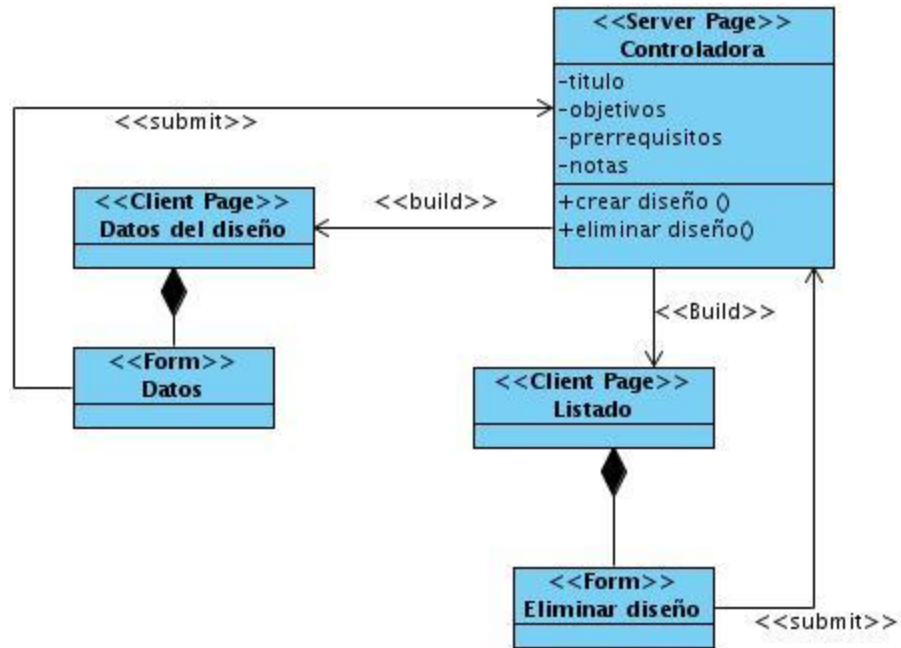 <<Server Page>>
Controladora
-titulo
-objetivos
-prerrequisitos
-notas
+crear diseño ()
+eliminar diseño()
<<submit>>
<<build>>
<<Client Page>>
Datos del diseño
<<Form>>
Datos
<<Build>>
<<Client Page>>
Listado
<<Form>>
Eliminar diseño
<<submit>>